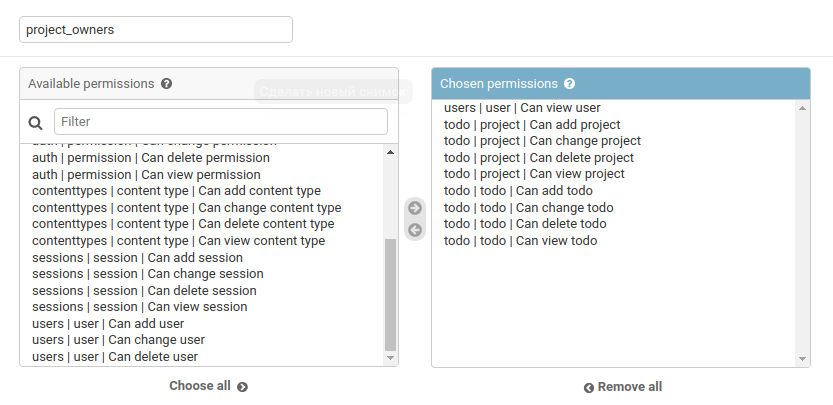 project_owners
Available permissions
Сделать новый снимок
Filter
auth | permission | Can change permission
auth | permission | Can delete permission
auth | permission | Can view permission
contenttypes | content type | Can add content type
contenttypes | content type | Can change content type
contenttypes | content type | Can delete content type
contenttypes | content type | Can view content type
sessions | session | Can add session
sessions | session | Can change session
sessions | session | Can delete session
sessions | session | Can view session
users | user | Can add user
users | user | Can change user
users | user | Can delete user
Choose all
Chosen permissions
users | user | Can view user
todo | project | Can add project
todo | project | Can change project
todo | project | Can delete project
todo | project | Can view project
todo | todo | Can add todo
todo | todo | Can change todo
todo | todo | Can delete todo
todo | todo | Can view todo
Remove all